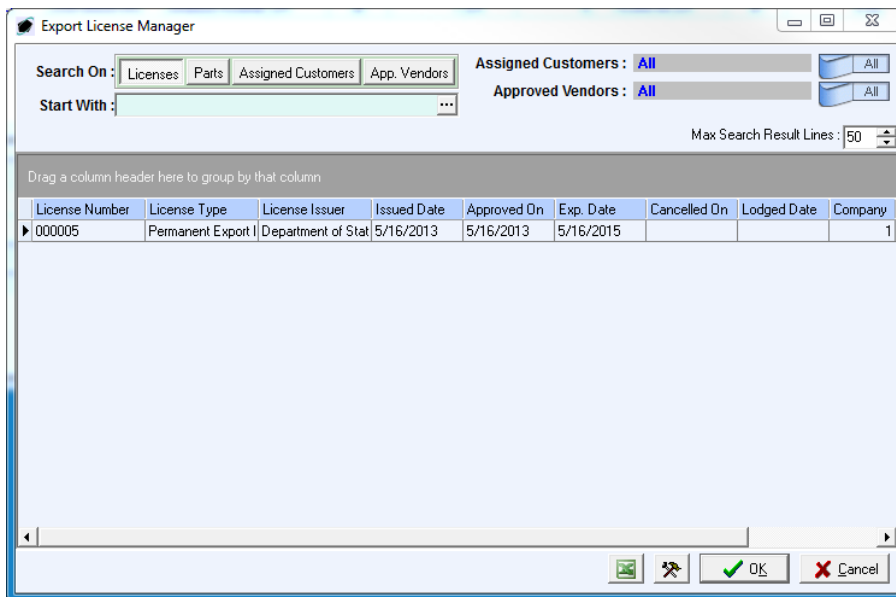 Export License Manager
Search On : Licenses Parts Assigned Customers App. Vendors
Assigned Customers : All All
Start With : ...
Approved Vendors : All All
Max Search Result Lines : 50
Drag a column header here to group by that column
License Number License Type License Issuer Issued Date Approved On Exp. Date Cancelled On Lodged Date Company
000005 Permanent Export l Department of Stat 5/16/2013 5/16/2013 5/16/2015 1
OK Cancel